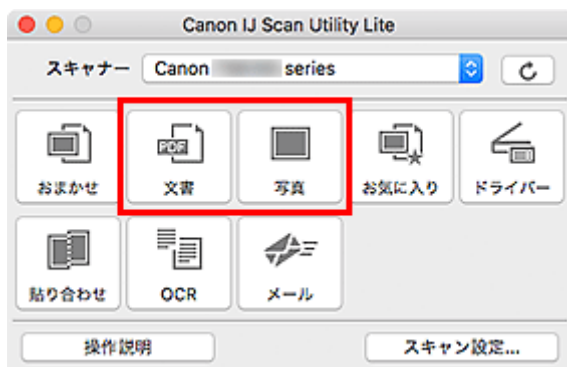 Canon IJ Scan Utility Lite
スキャナー Canon series
おまかせ 文書 写真 お気に入り ドライバー
貼り合わせ OCR メール
操作説明 スキャン設定...